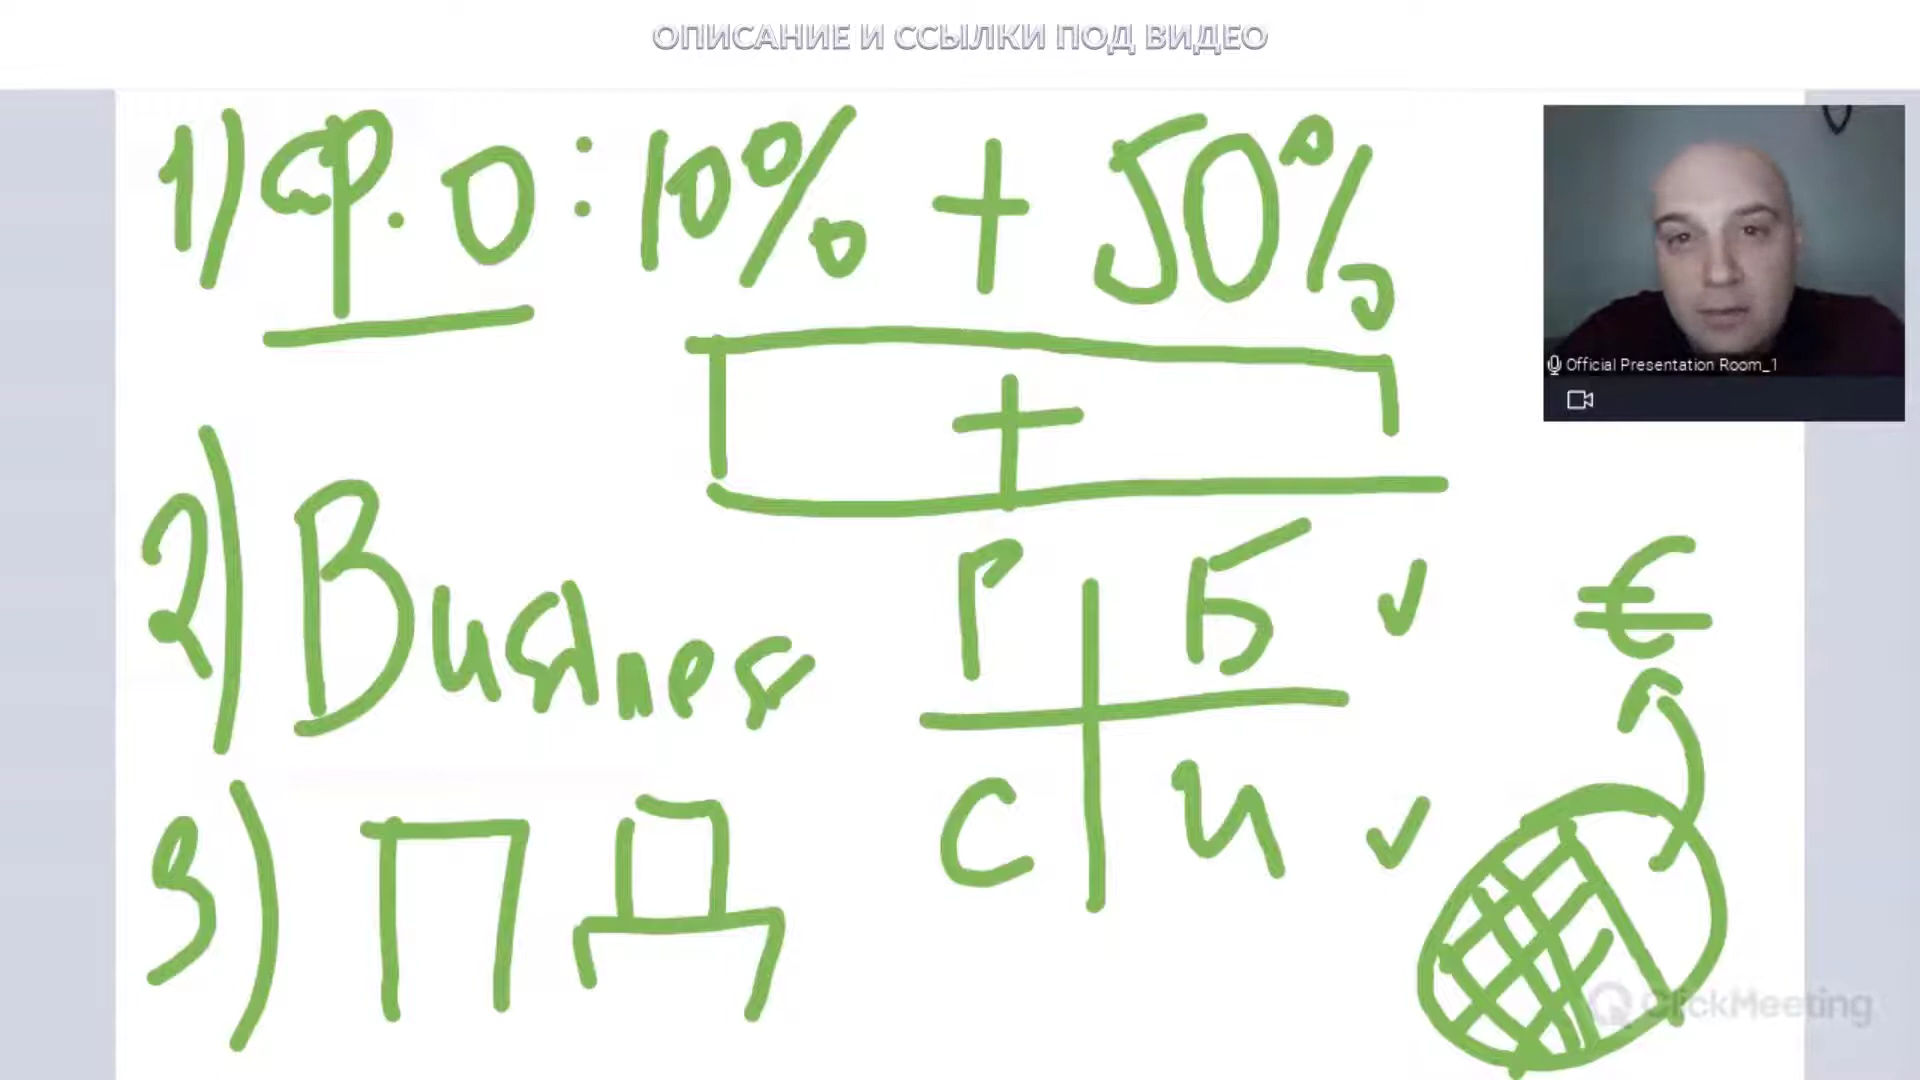 ОПИСАНИЕ И ССЫЛКИ ПОД ВИДЕО
1) Ф.О: 10% + 50%
Official Presentation Room_1
+
2) Business
Р Б ✓
€
С И ✓
3) ПД
ClickMeeting